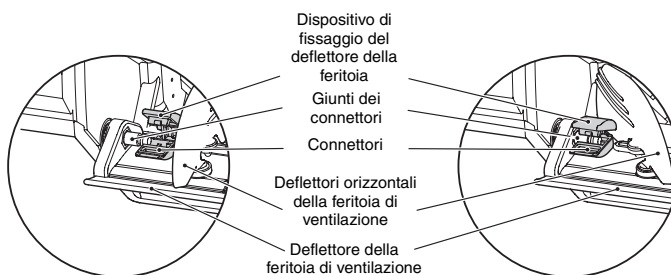 Dispositivo di
fissaggio del
deflettore della
feritoia
Giunti dei
connettori
Connettori
Deflettori orizzontali
della feritoia di
ventilazione
Deflettore della
feritoia di ventilazione